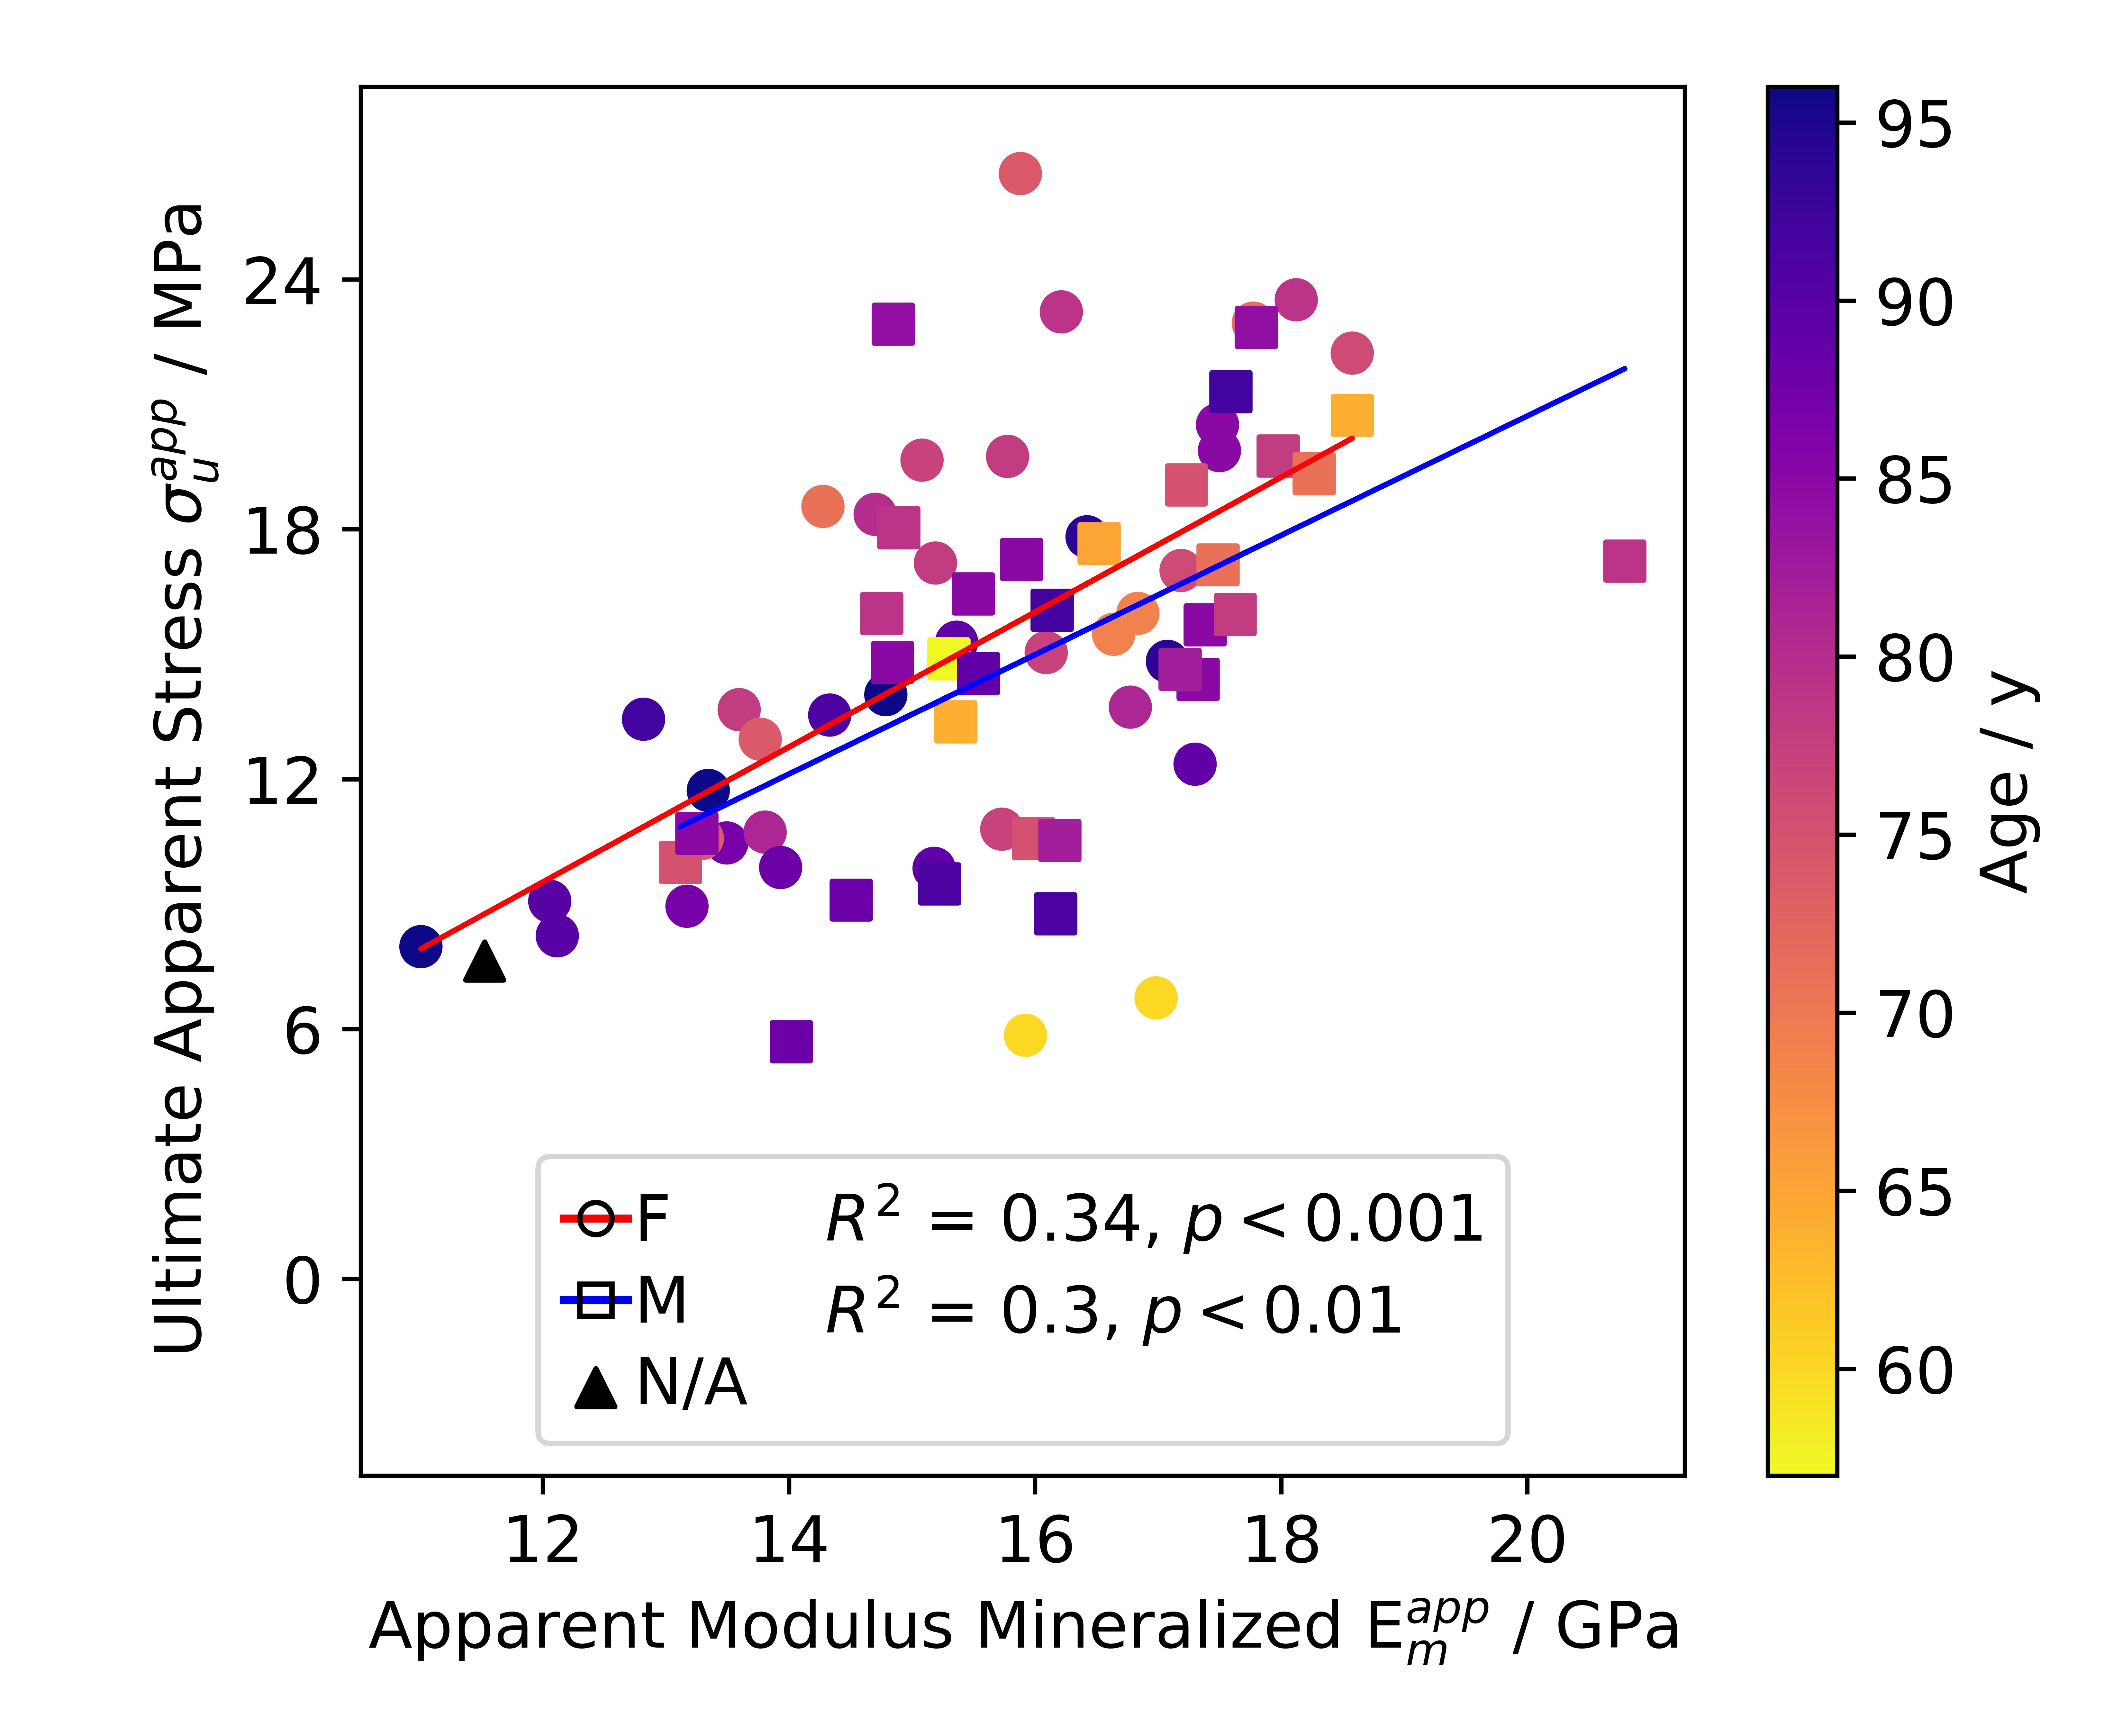 Ultimate Apparent Stress σ_u^app / MPa
24
18
12
6
0
F R² = 0.34, p < 0.001
M R² = 0.3, p < 0.01
N/A
12 14 16 18 20
Apparent Modulus Mineralized E_m^app / GPa
95
90
85
80
75
70
65
60
Age / y